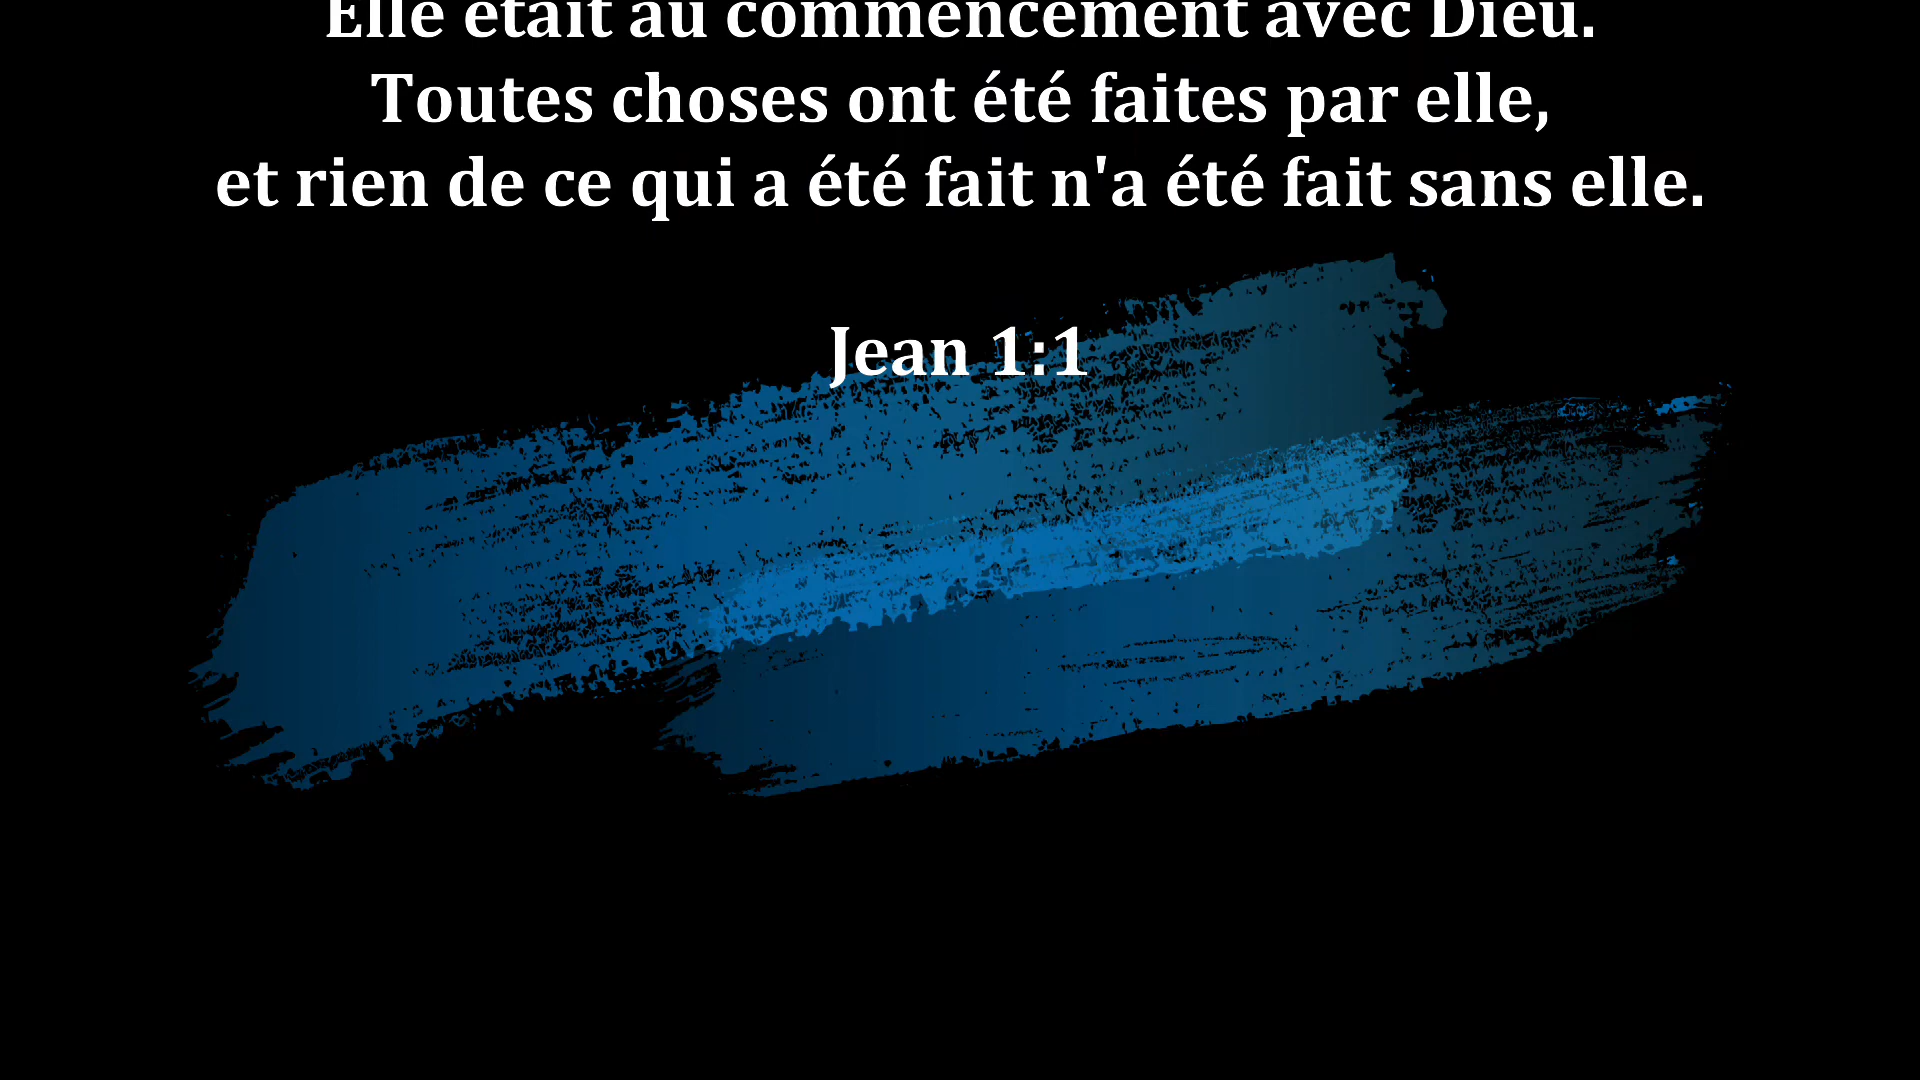 Elle était au commencement avec Dieu.
Toutes choses ont été faites par elle,
et rien de ce qui a été fait n'a été fait sans elle.
Jean 1:1